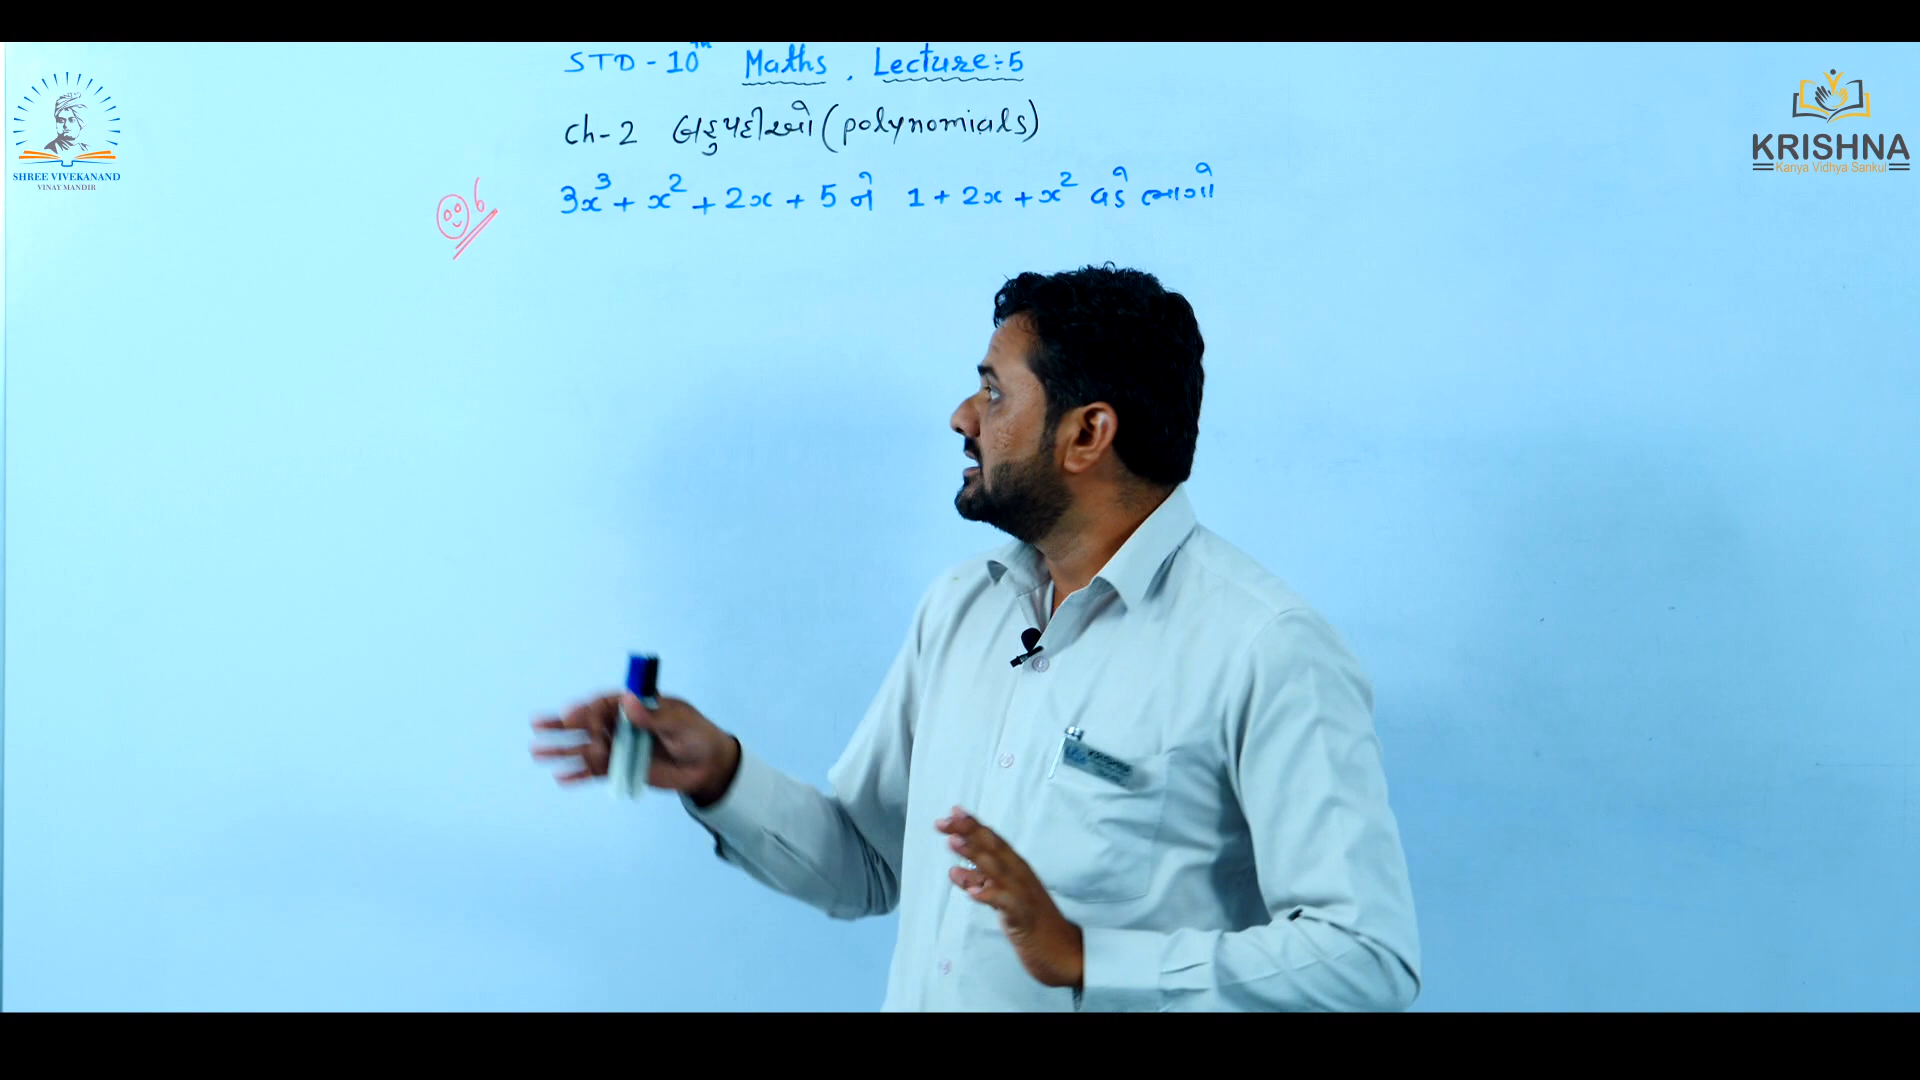 STD - 10th Maths , Lecture:- 5
Ch-2 બહુપદીઓ (polynomials)
6
3x³ + x² + 2x + 5 ને 1 + 2x + x² વડે ભાગો
SHREE VIVEKANAND
VINAY MANDIR
KRISHNA
Kanya Vidhya Sankul